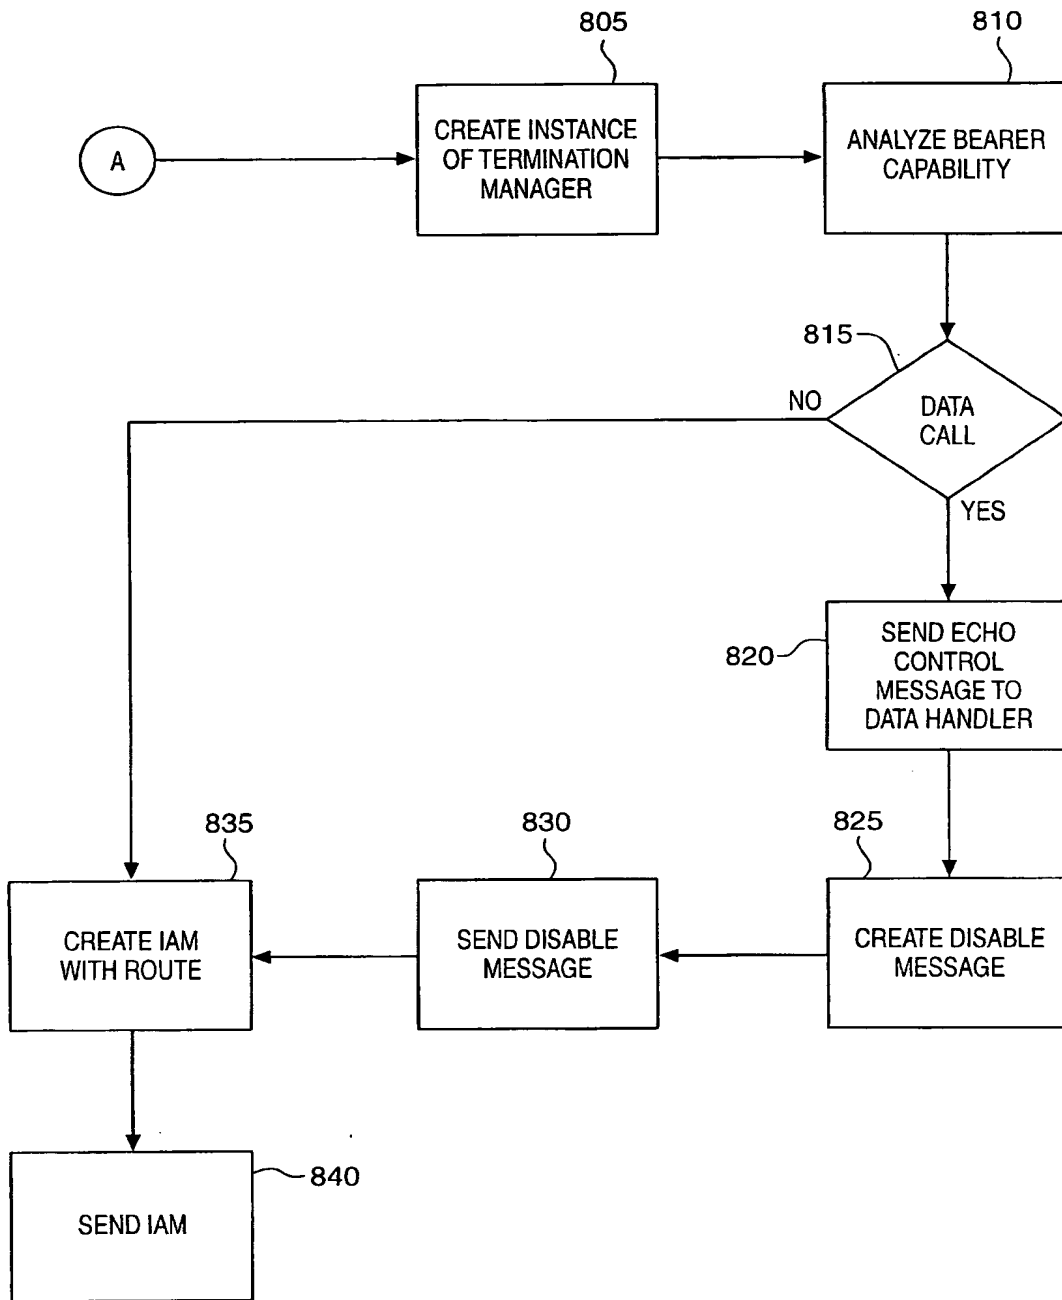 805
810
A
CREATE INSTANCE
OF TERMINATION
MANAGER
ANALYZE BEARER
CAPABILITY
815
NO
DATA
CALL
YES
820
SEND ECHO
CONTROL
MESSAGE TO
DATA HANDLER
835
830
825
CREATE IAM
WITH ROUTE
SEND DISABLE
MESSAGE
CREATE DISABLE
MESSAGE
840
SEND IAM